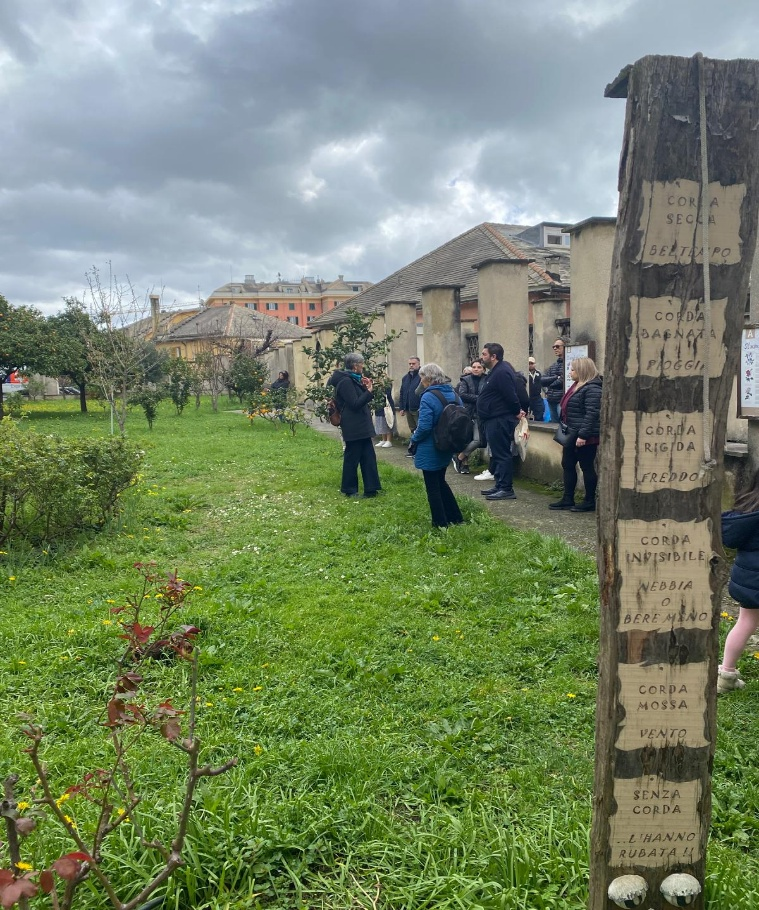 CORDA
SECCA
BELTEMPO
CORDA
BAGNATA
PIOGGIA
CORDA
RIGIDA
FREDDO
CORDA
INVISIBILE
NEBBIA
O
BERE MENO
CORDA
MOSSA
VENTO
SENZA
CORDA
...L'HANNO
RUBATA !!